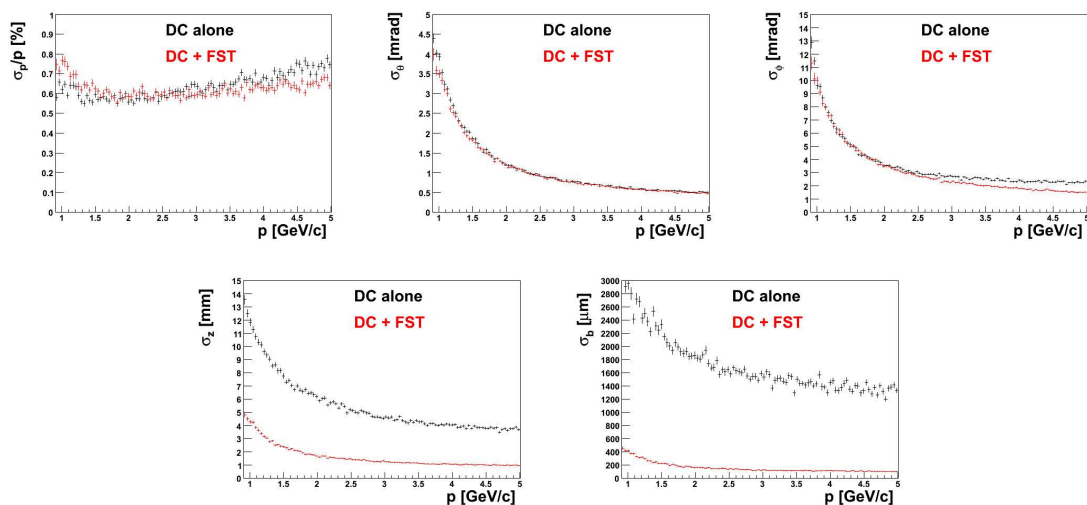 σp/p [%]
1
0.9
0.8
0.7
0.6
0.5
0.4
0.3
0.2
0.1
0
DC alone
DC + FST
1 1.5 2 2.5 3 3.5 4 4.5 5
p [GeV/c]
σθ [mrad]
5
4.5
4
3.5
3
2.5
2
1.5
1
0.5
0
DC alone
DC + FST
1 1.5 2 2.5 3 3.5 4 4.5 5
p [GeV/c]
σϕ [mrad]
15
14
13
12
11
10
9
8
7
6
5
4
3
2
1
0
DC alone
DC + FST
1 1.5 2 2.5 3 3.5 4 4.5 5
p [GeV/c]
σz [mm]
15
14
13
12
11
10
9
8
7
6
5
4
3
2
1
0
DC alone
DC + FST
1 1.5 2 2.5 3 3.5 4 4.5 5
p [GeV/c]
σb [μm]
3000
2800
2600
2400
2200
2000
1800
1600
1400
1200
1000
800
600
400
200
0
DC alone
DC + FST
1 1.5 2 2.5 3 3.5 4 4.5 5
p [GeV/c]